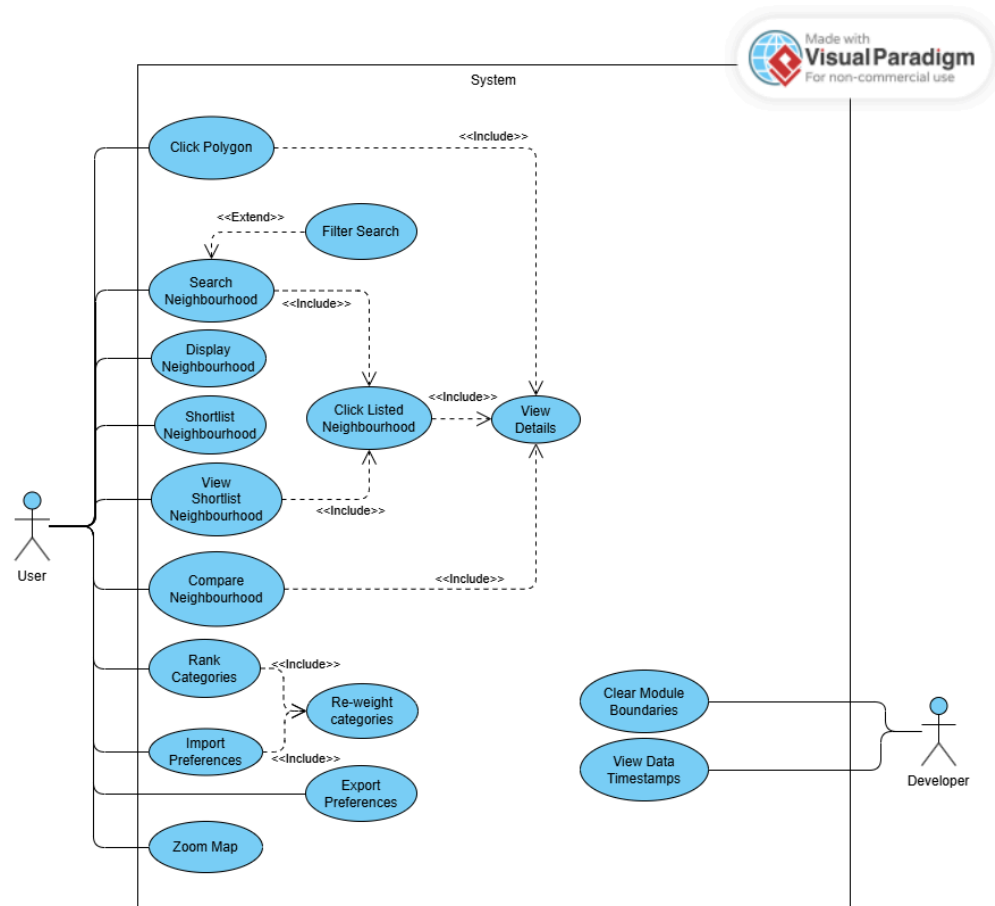 Made with
Visual Paradigm
For non-commercial use
System
Click Polygon
<<Include>>
<<Extend>>
Filter Search
Search
Neighbourhood
<<Include>>
Display
Neighbourhood
Click Listed
Neighbourhood
<<Include>>
View
Details
Shortlist
Neighbourhood
View
Shortlist
Neighbourhood
<<Include>>
User
Compare
Neighbourhood
<<Include>>
Rank
Categories
<<Include>>
Re-weight
categories
Import
Preferences
<<Include>>
Export
Preferences
Zoom Map
Clear Module
Boundaries
View Data
Timestamps
Developer